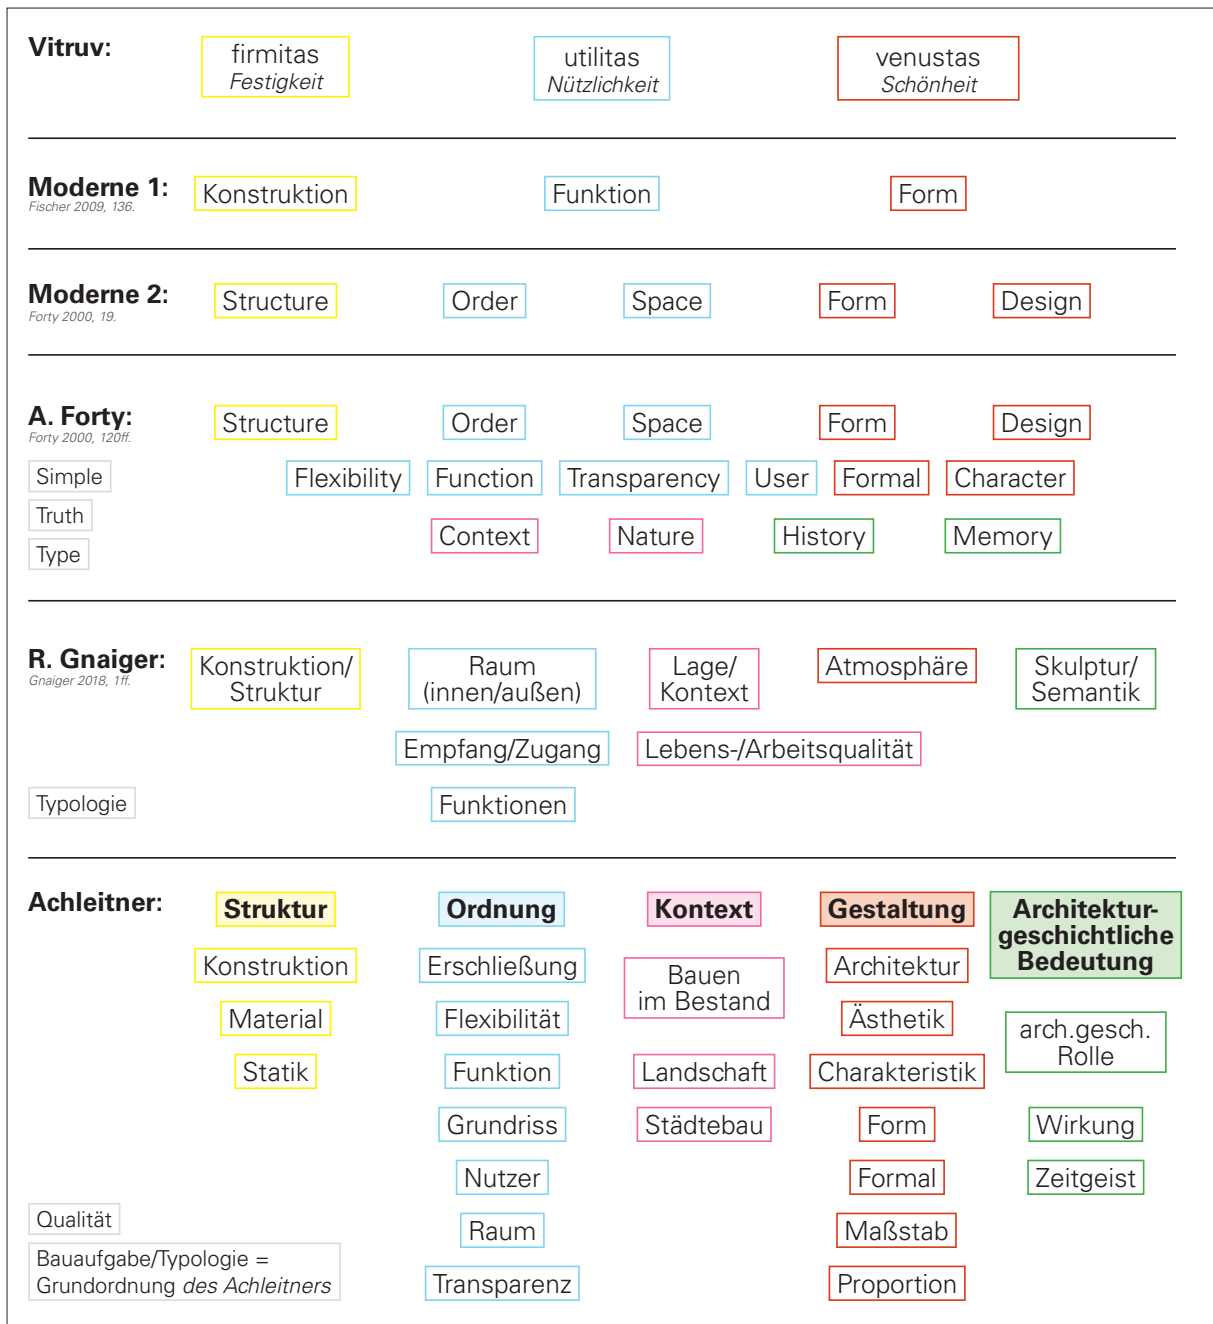 Vitruv:
firmitas
Festigkeit
utilitas
Nützlichkeit
venustas
Schönheit
Moderne 1:
Fischer 2009, 136.
Konstruktion
Funktion
Form
Moderne 2:
Forty 2000, 19.
Structure
Order
Space
Form
Design
A. Forty:
Forty 2000, 120ff.
Structure
Order
Space
Form
Design
Simple
Flexibility
Function
Transparency
User
Formal
Character
Truth
Context
Nature
History
Memory
Type
R. Gnaiger:
Gnaiger 2018, 1ff.
Konstruktion/
Struktur
Raum
(innen/außen)
Lage/
Kontext
Atmosphäre
Skulptur/
Semantik
Empfang/Zugang
Lebens-/Arbeitsqualität
Typologie
Funktionen
Achleitner:
Struktur
Ordnung
Kontext
Gestaltung
Architektur-
geschichtliche
Bedeutung
Konstruktion
Erschließung
Bauen
im Bestand
Architektur
Material
Flexibilität
Ästhetik
arch.gesch.
Rolle
Statik
Funktion
Landschaft
Charakteristik
Grundriss
Städtebau
Form
Wirkung
Nutzer
Formal
Zeitgeist
Qualität
Raum
Maßstab
Bauaufgabe/Typologie =
Grundordnung des Achleitners
Transparenz
Proportion